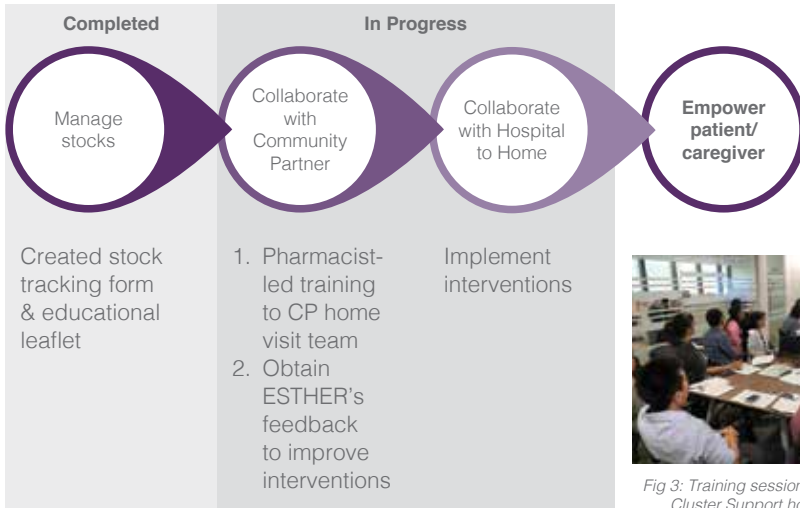 Completed
In Progress
Manage
stocks
Collaborate
with
Community
Partner
Collaborate
with Hospital
to Home
Empower
patient/
caregiver
Created stock
tracking form
& educational
leaflet
1. Pharmacist-
led training
to CP home
visit team
2. Obtain
ESTHER's
feedback
to improve
interventions
Implement
interventions
Fig 3: Training session
Cluster Support